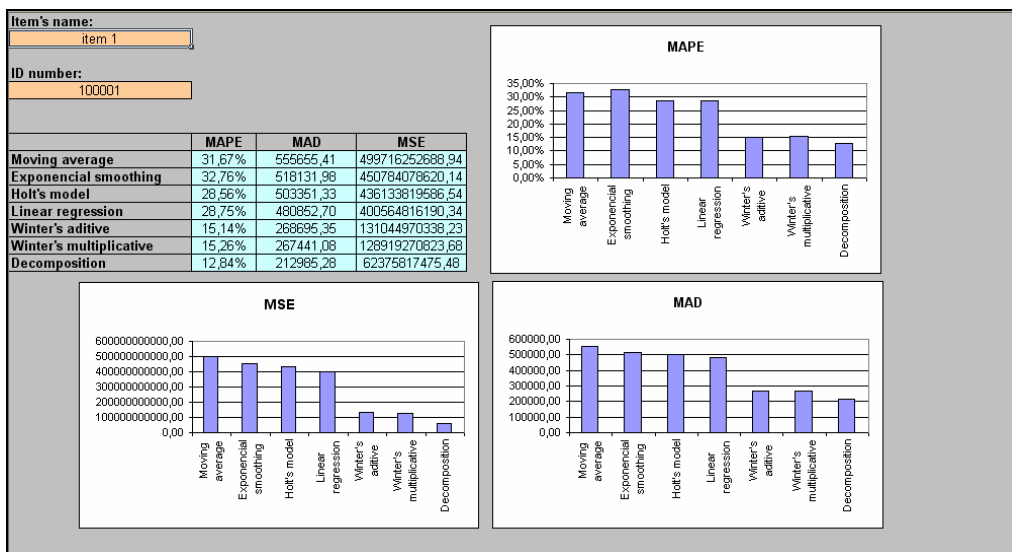 Item's name:
item 1
ID number:
100001
MAPE MAD MSE
Moving average 31,67% 555655,41 499716252688,94
Exponencial smoothing 32,76% 518131,98 450784078620,14
Holt's model 28,56% 503351,33 436133819586,54
Linear regression 28,75% 480852,70 400564816190,34
Winter's aditive 15,14% 268695,35 131044970338,23
Winter's multiplicative 15,26% 267441,08 128919270823,68
Decomposition 12,84% 212985,28 62375817475,48
MAPE
35,00%
30,00%
25,00%
20,00%
15,00%
10,00%
5,00%
0,00%
Moving
average
Exponencial
smoothing
Holt's model
Linear
regression
Winter's
aditive
Winter's
multiplicative
Decomposition
MSE
600000000000,00
500000000000,00
400000000000,00
300000000000,00
200000000000,00
100000000000,00
0,00
Moving
average
Exponencial
smoothing
Holt's model
Linear
regression
Winter's
aditive
Winter's
multiplicative
Decomposition
MAD
600000,00
500000,00
400000,00
300000,00
200000,00
100000,00
0,00
Moving
average
Exponencial
smoothing
Holt's model
Linear
regression
Winter's
aditive
Winter's
multiplicative
Decomposition